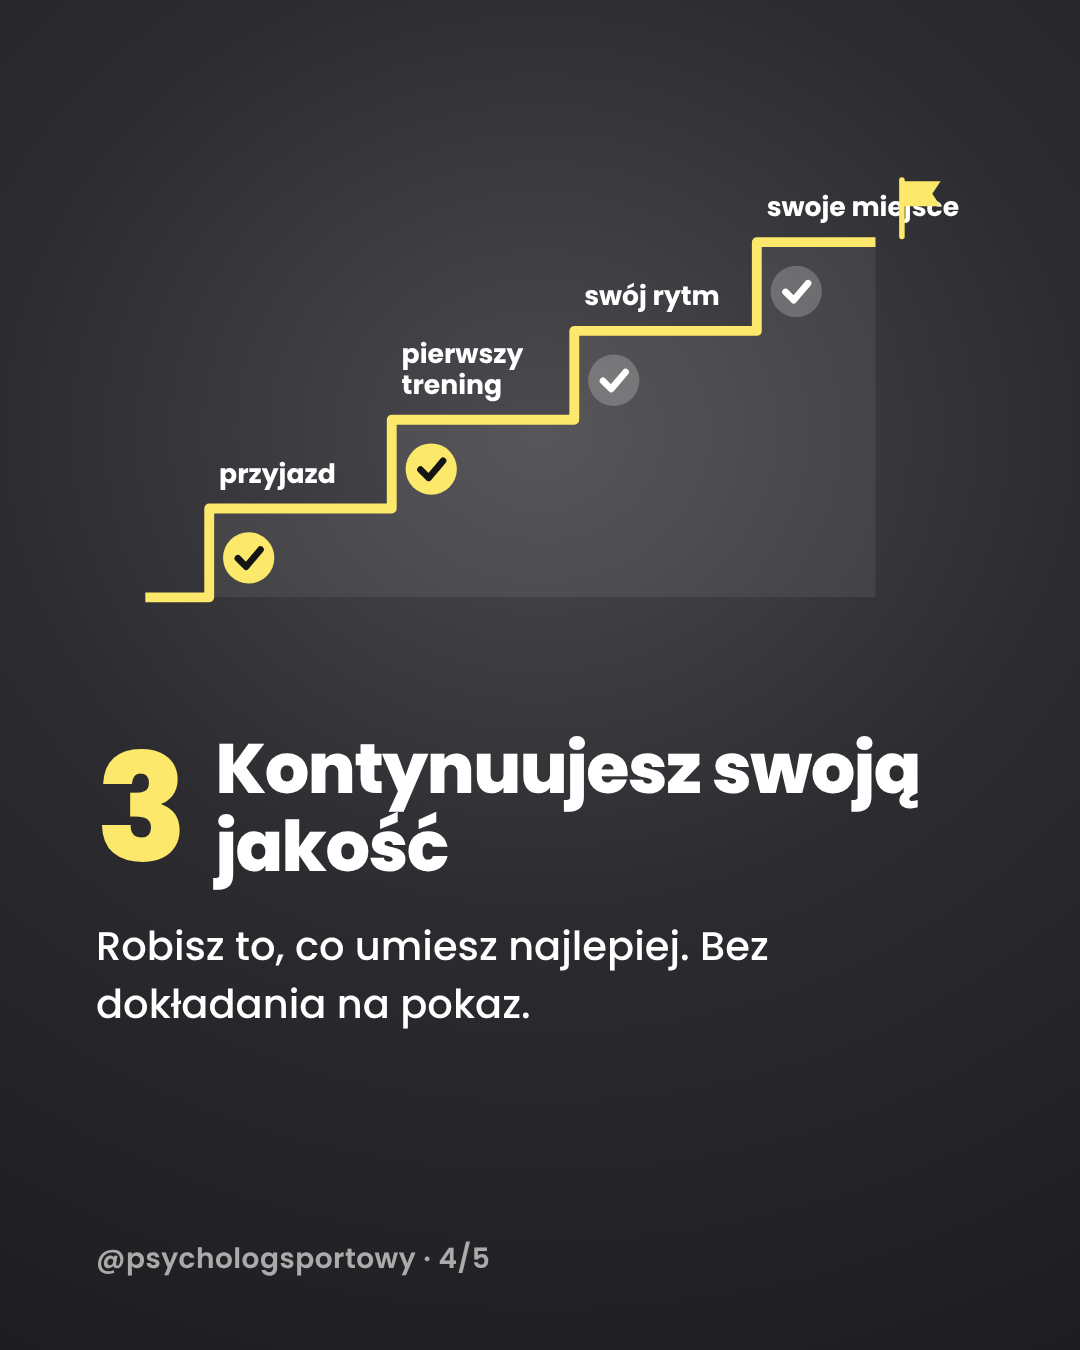 swoje miejsce
swój rytm
pierwszy
trening
przyjazd
3
Kontynuujesz swoją
jakość
Robisz to, co umiesz najlepiej. Bez
dokładania na pokaz.
@psychologsportowy · 4/5